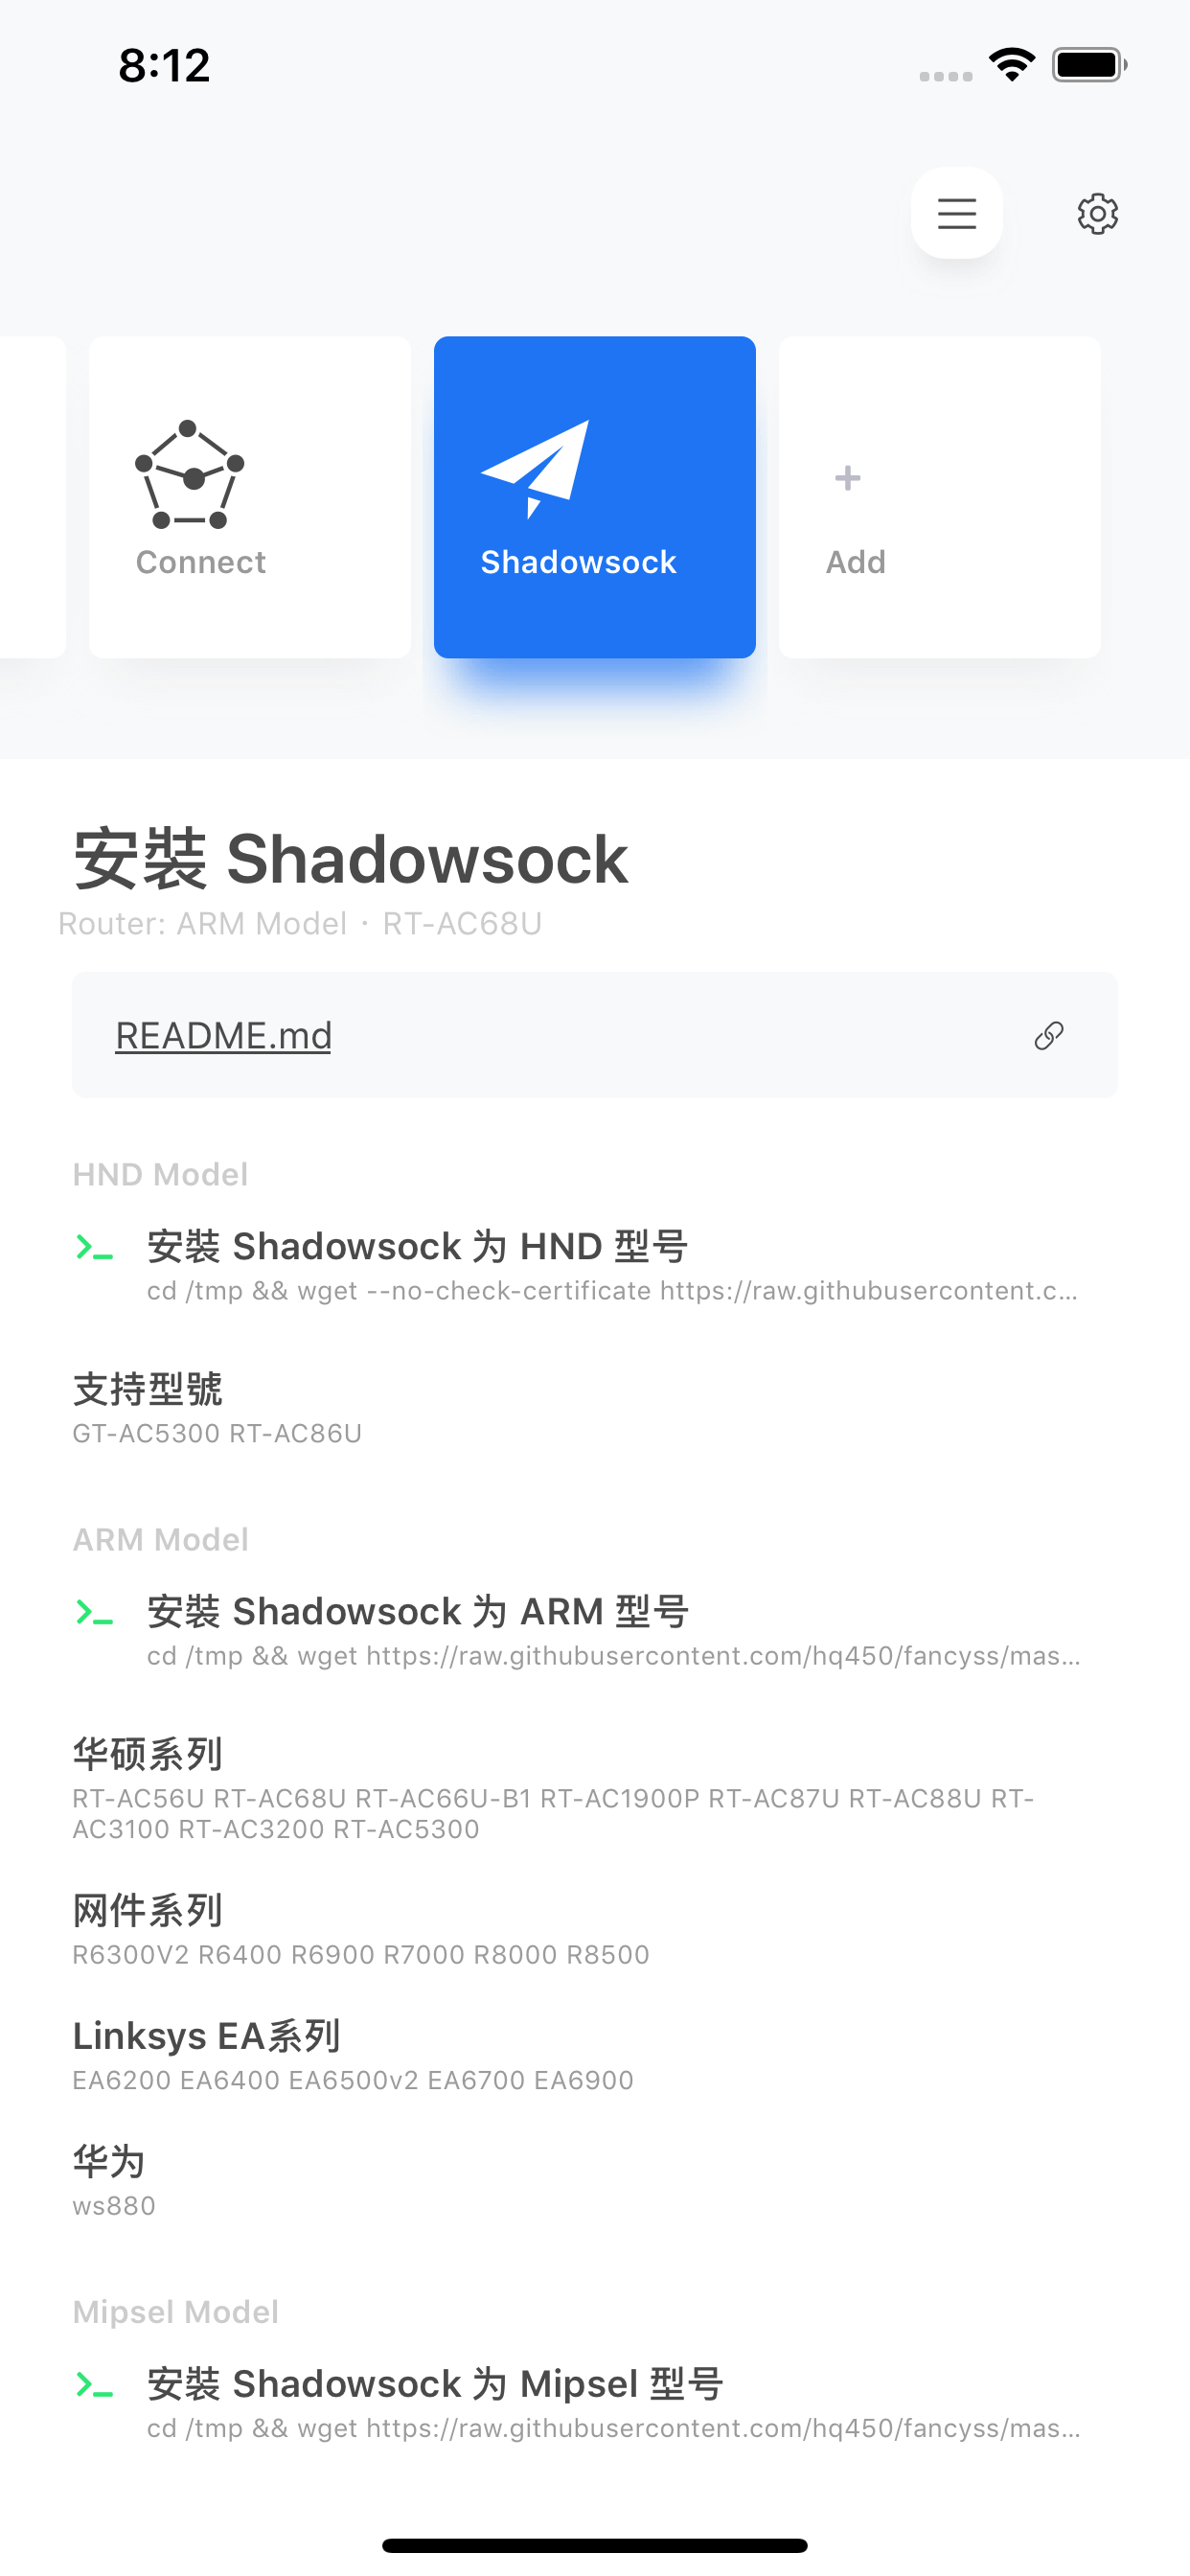 8:12
Connect
Shadowsock
Add
安裝 Shadowsock
Router: ARM Model · RT-AC68U
README.md
HND Model
安裝 Shadowsock 为 HND 型号
cd /tmp && wget --no-check-certificate https://raw.githubusercontent.c...
支持型號
GT-AC5300 RT-AC86U
ARM Model
安裝 Shadowsock 为 ARM 型号
cd /tmp && wget https://raw.githubusercontent.com/hq450/fancyss/mas...
华硕系列
RT-AC56U RT-AC68U RT-AC66U-B1 RT-AC1900P RT-AC87U RT-AC88U RT-
AC3100 RT-AC3200 RT-AC5300
网件系列
R6300V2 R6400 R6900 R7000 R8000 R8500
Linksys EA系列
EA6200 EA6400 EA6500v2 EA6700 EA6900
华为
ws880
Mipsel Model
安裝 Shadowsock 为 Mipsel 型号
cd /tmp && wget https://raw.githubusercontent.com/hq450/fancyss/mas...